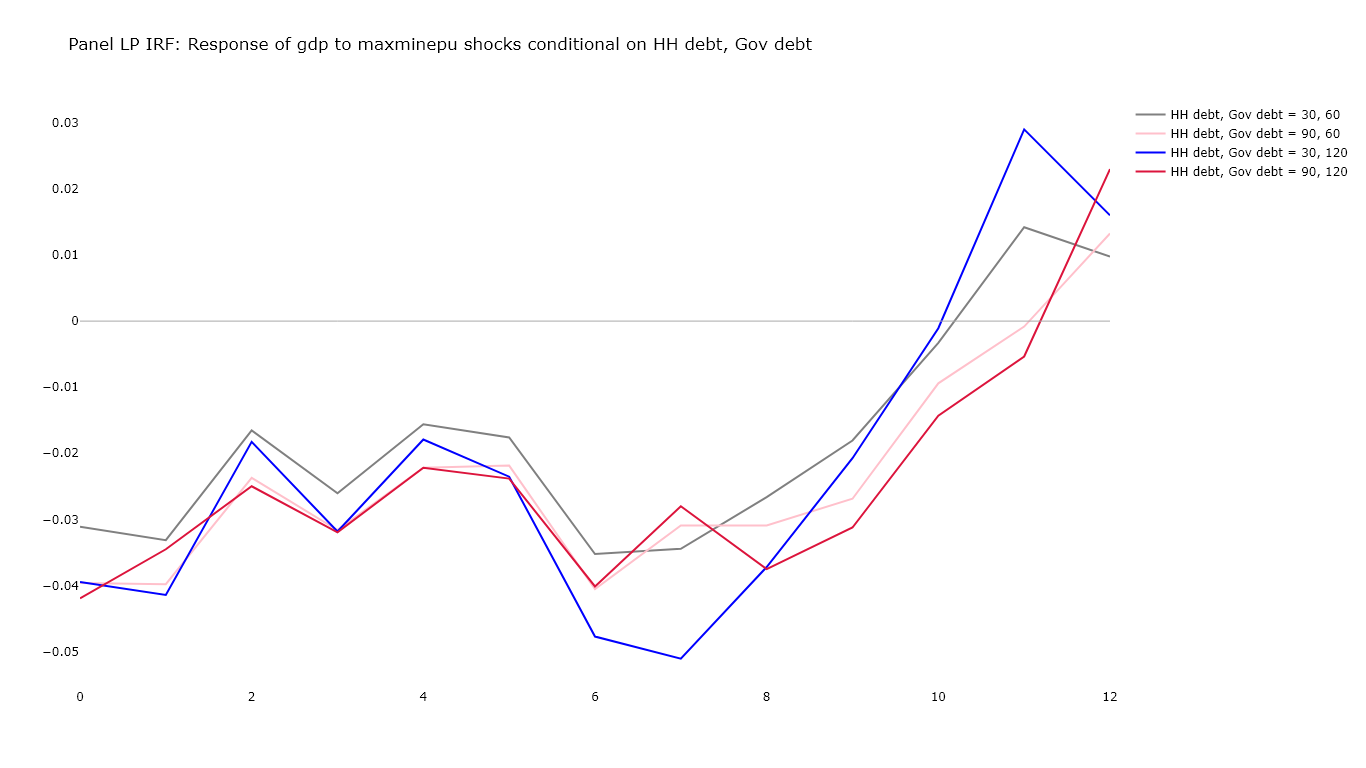 Panel LP IRF: Response of gdp to maxminepu shocks conditional on HH debt, Gov debt
HH debt, Gov debt = 30, 60
HH debt, Gov debt = 90, 60
HH debt, Gov debt = 30, 120
HH debt, Gov debt = 90, 120
0.03
0.02
0.01
0
−0.01
−0.02
−0.03
−0.04
−0.05
0 2 4 6 8 10 12